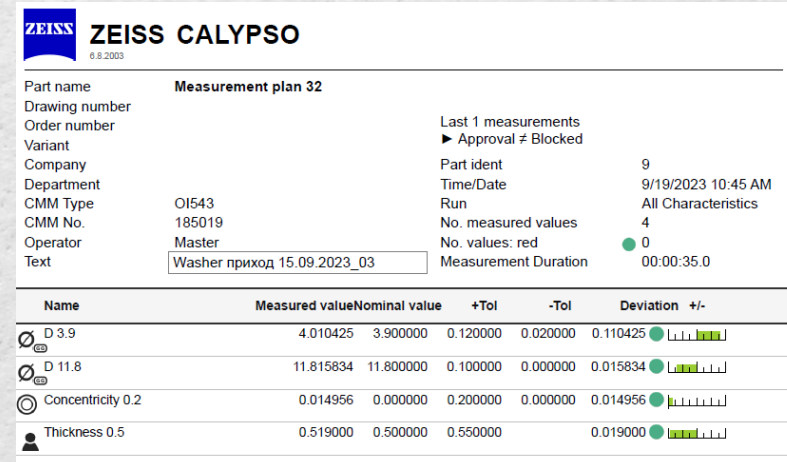 ZEISS
ZEISS CALYPSO
6.8.2003
Part name Measurement plan 32
Drawing number
Order number Last 1 measurements
Variant ► Approval ≠ Blocked
Company Part ident 9
Department Time/Date 9/19/2023 10:45 AM
CMM Type OI543 Run All Characteristics
CMM No. 185019 No. measured values 4
Operator Master No. values: red 0
Text Washer приход 15.09.2023_03 Measurement Duration 00:00:35.0
Name Measured valueNominal value +Tol -Tol Deviation +/-
D 3.9 4.010425 3.900000 0.120000 0.020000 0.110425
D 11.8 11.815834 11.800000 0.100000 0.000000 0.015834
Concentricity 0.2 0.014956 0.000000 0.200000 0.000000 0.014956
Thickness 0.5 0.519000 0.500000 0.550000 0.019000